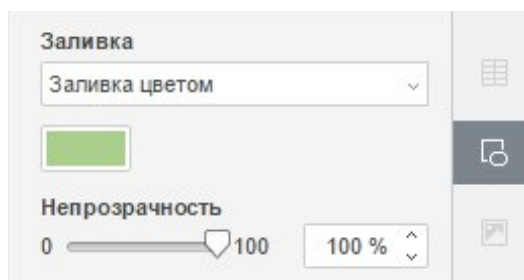 Заливка
Заливка цветом
Непрозрачность
0 100 100 %